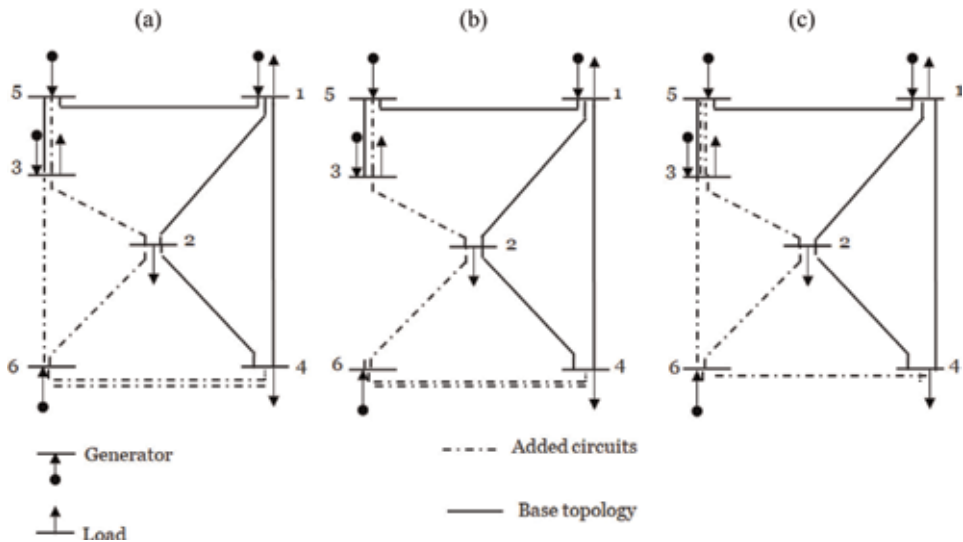 (a) (b) (c)
5 1 5 1 5 1
3 3 3
2 2 2
6 4 6 4 6 4
Generator Added circuits
Load Base topology